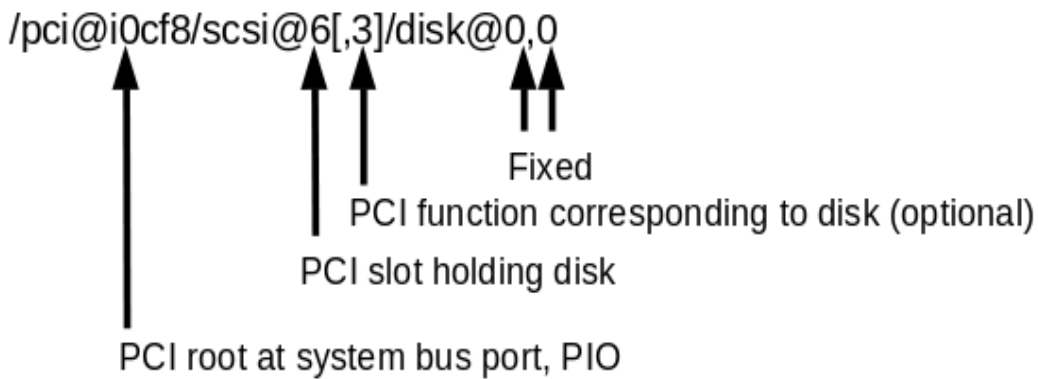 /pci@i0cf8/scsi@6[,3]/disk@0,0
Fixed
PCI function corresponding to disk (optional)
PCI slot holding disk
PCI root at system bus port, PIO